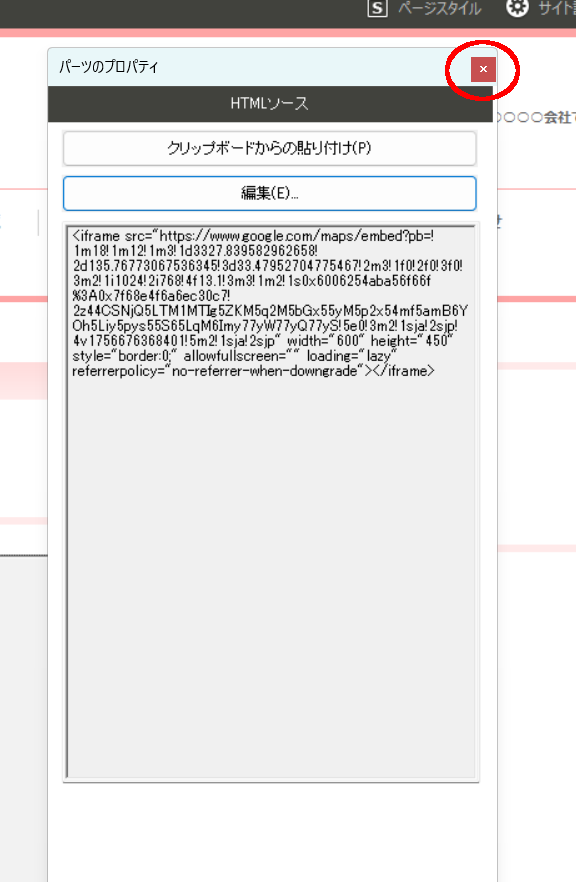 S ページスタイル サイト
パーツのプロパティ
×
HTMLソース
○○○○会社
クリップボードからの貼り付け(P)
編集(E)...
せ
<iframe src="https://www.google.com/maps/embed?pb=!
1m18!1m12!1m3!1d3327.839582962658!
2d135.76773067536345!3d33.47952704775467!2m3!1f0!2f0!3f0!
3m2!1i1024!2i768!4f13.1!3m3!1m2!1s0x6006254aba56f66f
%3A0x7f68e4f6a6ec30c7!
2z44CSNjQ5LTM1MTIg5ZKM5q2M5bGx55yM5p2x54mf5amB6Y
Oh5Liy5pys55S65LqM6Imy77yW77yQ77yS!5e0!3m2!1sja!2sjp!
4v1756676368401!5m2!1sja!2sjp" width="600" height="450"
style="border:0;" allowfullscreen="" loading="lazy"
referrerpolicy="no-referrer-when-downgrade"></iframe>